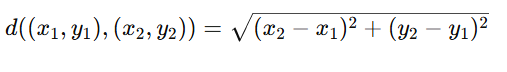 d((x₁, y₁), (x₂, y₂)) = √(x₂ − x₁)² + (y₂ − y₁)²